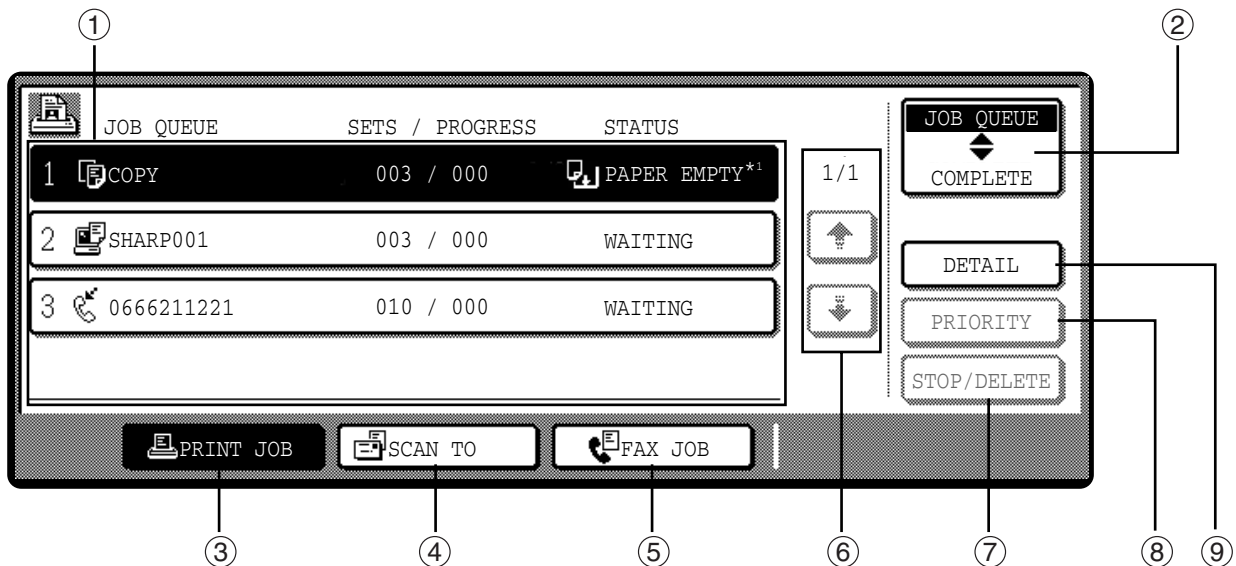 ① ②
JOB QUEUE SETS / PROGRESS STATUS
1 COPY 003 / 000 PAPER EMPTY*1
2 SHARP001 003 / 000 WAITING
3 0666211221 010 / 000 WAITING
1/1
JOB QUEUE
COMPLETE
DETAIL
PRIORITY
STOP/DELETE
PRINT JOB SCAN TO FAX JOB
③ ④ ⑤ ⑥ ⑦ ⑧ ⑨